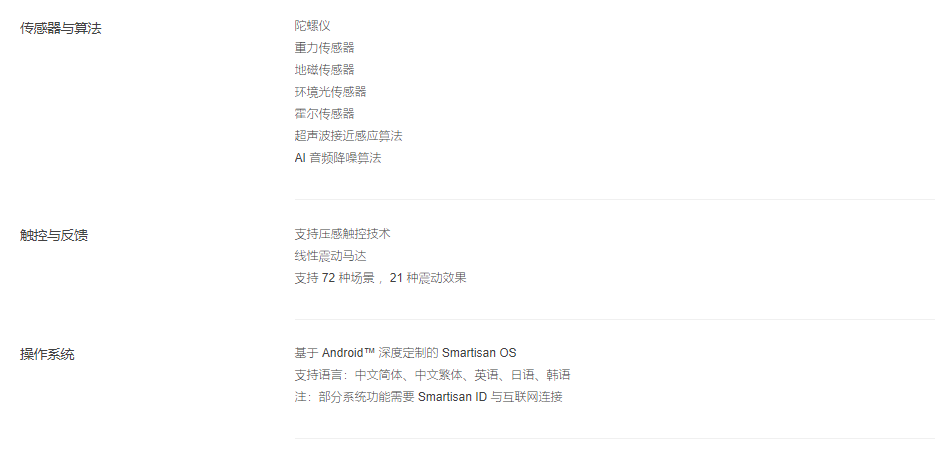 传感器与算法
陀螺仪
重力传感器
地磁传感器
环境光传感器
霍尔传感器
超声波接近感应算法
AI 音频降噪算法
触控与反馈
支持压感触控技术
线性震动马达
支持 72 种场景 ，21 种震动效果
操作系统
基于 Android™ 深度定制的 Smartisan OS
支持语言：中文简体、中文繁体、英语、日语、韩语
注：部分系统功能需要 Smartisan ID 与互联网连接